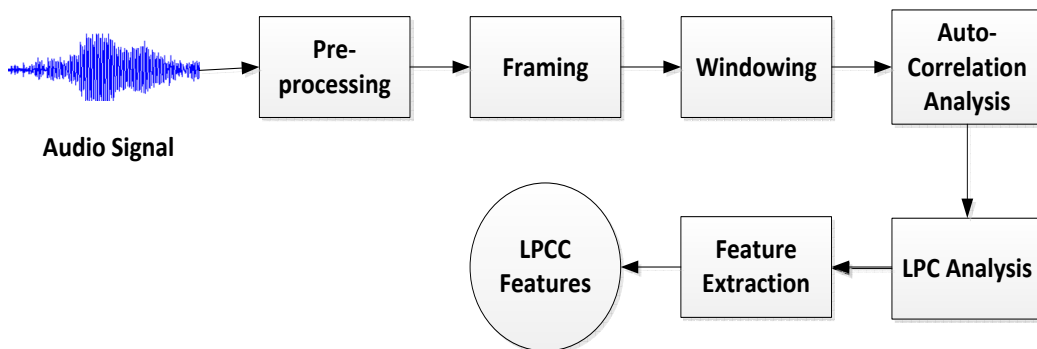 Audio Signal
Pre-
processing
Framing
Windowing
Auto-
Correlation
Analysis
LPC Analysis
Feature
Extraction
LPCC
Features